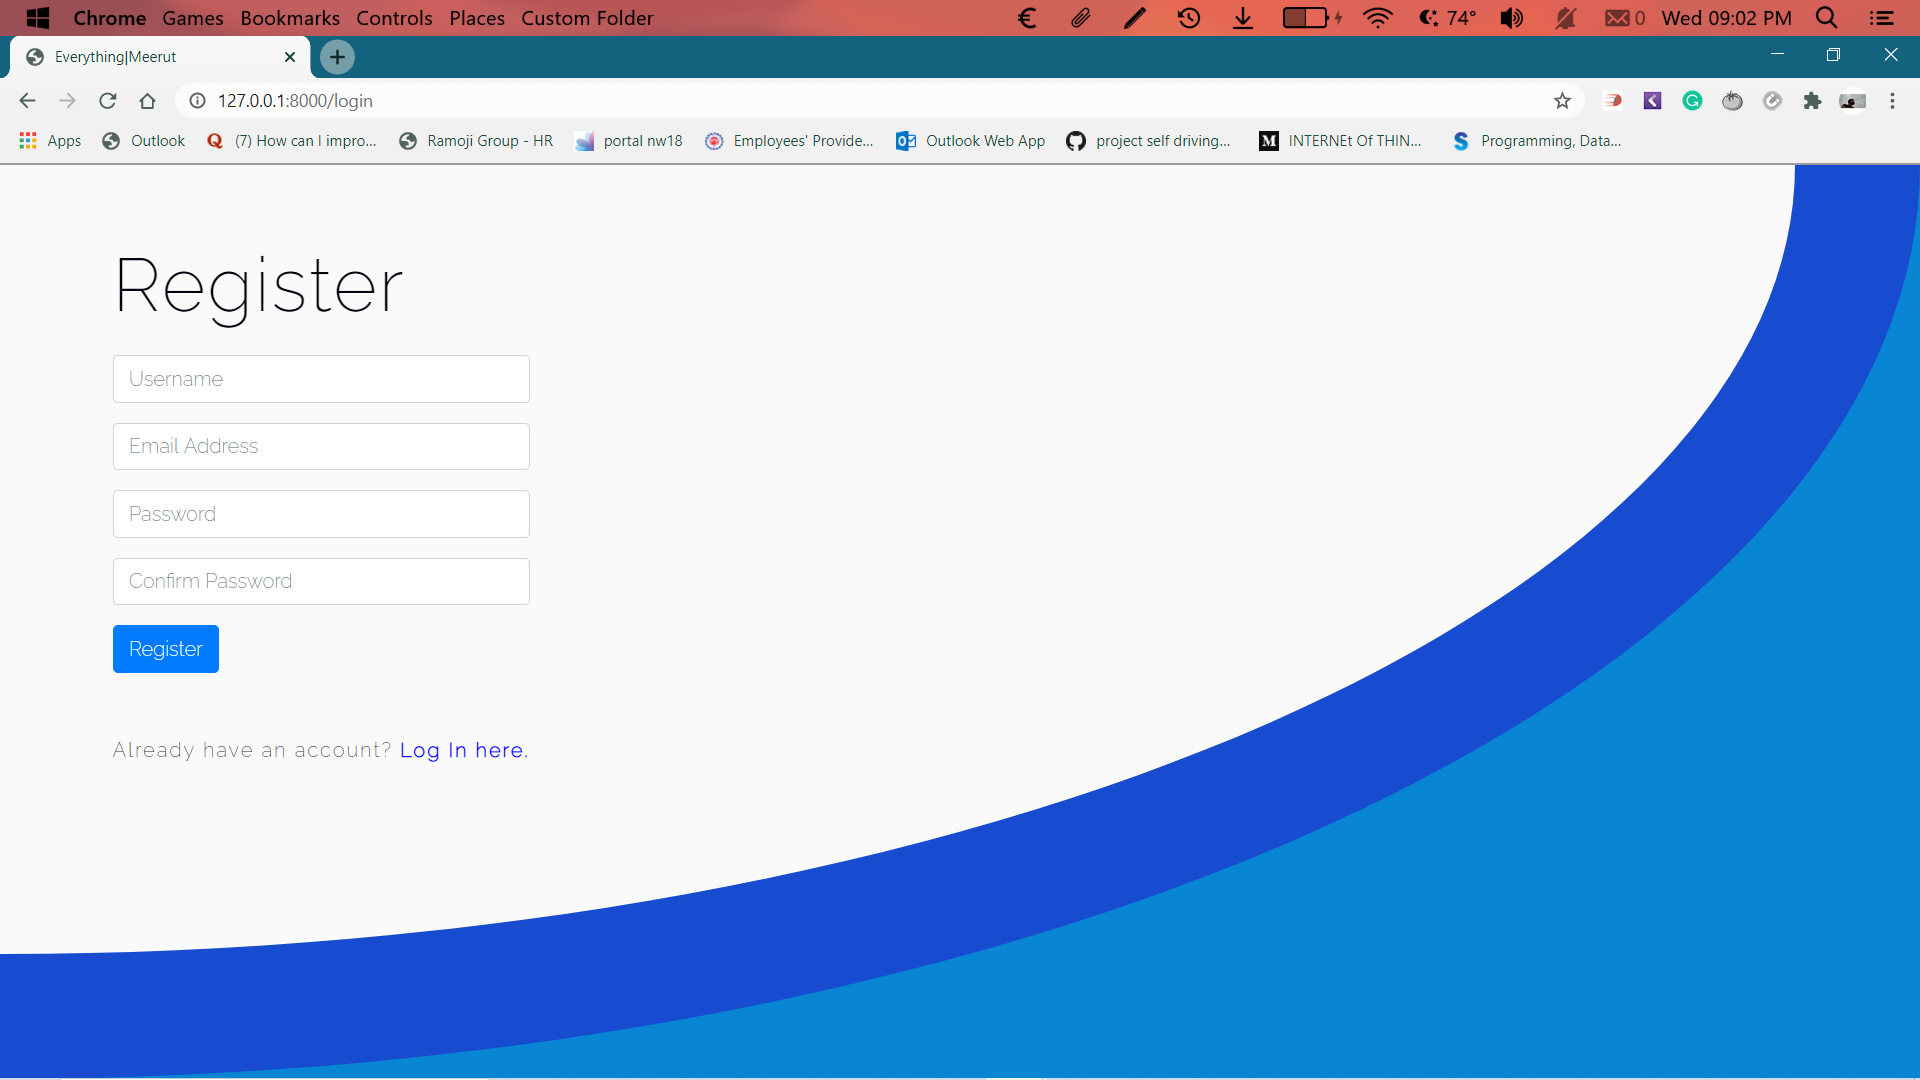 Chrome Games Bookmarks Controls Places Custom Folder 74° 0 Wed 09:02 PM
Everything|Meerut
127.0.0.1:8000/login
Apps Outlook (7) How can I impro... Ramoji Group - HR portal nw18 Employees' Provide... Outlook Web App project self driving... INTERNEt Of THIN... Programming, Data...
Register
Username
Email Address
Password
Confirm Password
Register
Already have an account? Log In here.